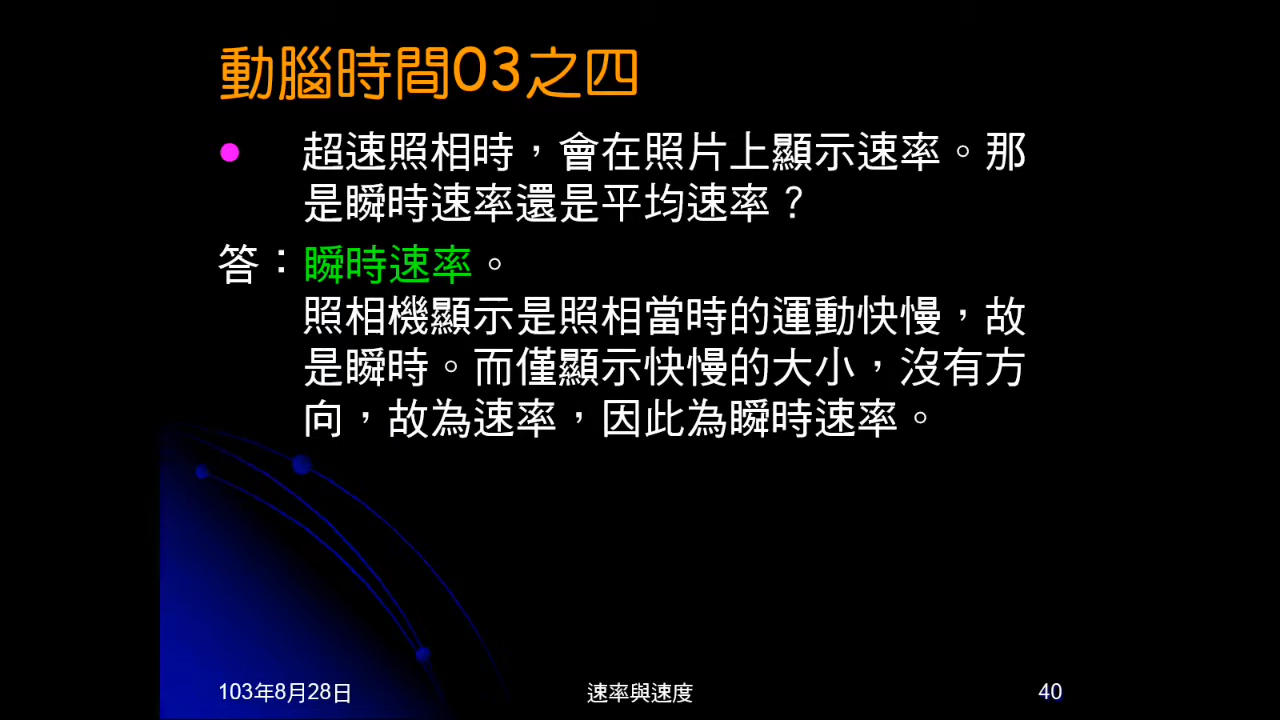 動腦時間03之四
超速照相時，會在照片上顯示速率。那
是瞬時速率還是平均速率？
答：瞬時速率。
照相機顯示是照相當時的運動快慢，故
是瞬時。而僅顯示快慢的大小，沒有方
向，故為速率，因此為瞬時速率。
103年8月28日 速率與速度 40